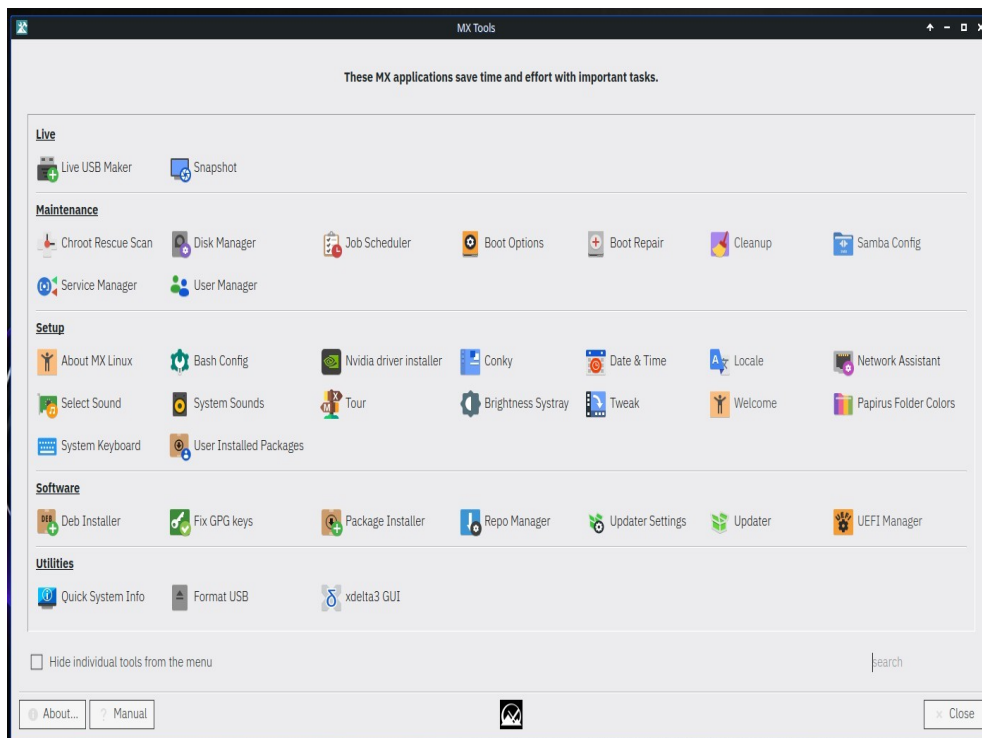 MX Tools
These MX applications save time and effort with important tasks.
Live
Live USB Maker Snapshot
Maintenance
Chroot Rescue Scan Disk Manager Job Scheduler Boot Options Boot Repair Cleanup Samba Config
Service Manager User Manager
Setup
About MX Linux Bash Config Nvidia driver installer Conky Date & Time Locale Network Assistant
Select Sound System Sounds Tour Brightness Systray Tweak Welcome Papirus Folder Colors
System Keyboard User Installed Packages
Software
Deb Installer Fix GPG keys Package Installer Repo Manager Updater Settings Updater UEFI Manager
Utilities
Quick System Info Format USB xdelta3 GUI
Hide individual tools from the menu search
About... ? Manual Close